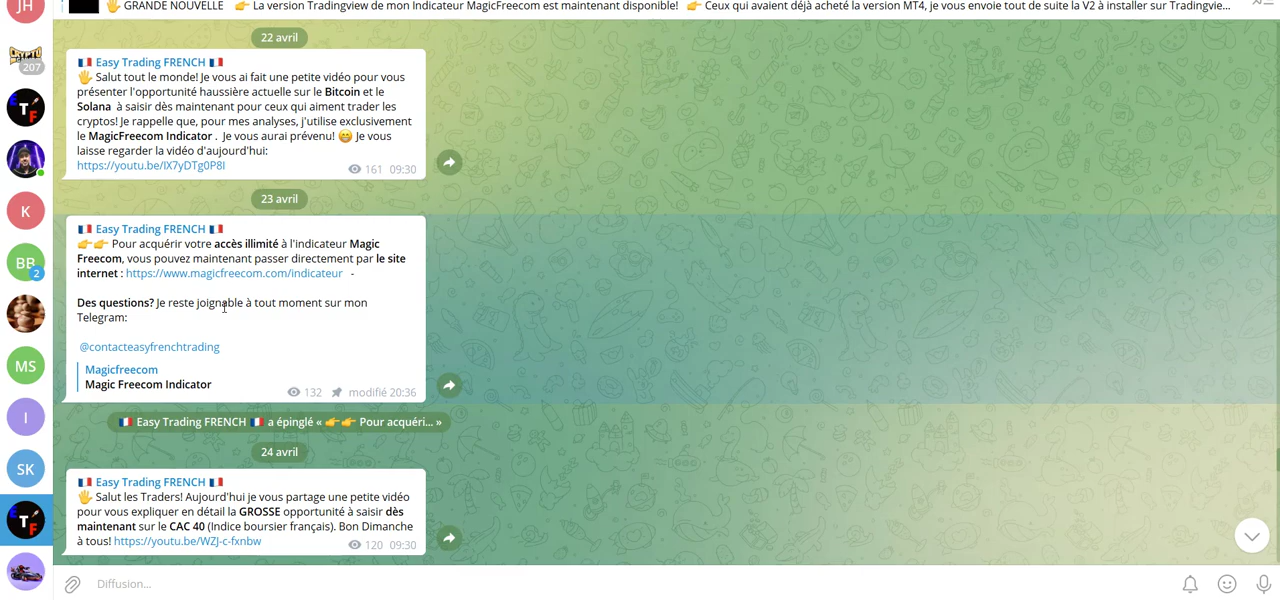 JH
🖐 GRANDE NOUVELLE 👉 La version Tradingview de mon Indicateur MagicFreecom est maintenant disponible! 👉 Ceux qui avaient déjà acheté la version MT4, je vous envoie tout de suite la V2 à installer sur Tradingvie...
22 avril
CRYPTO
207
🇫🇷 Easy Trading FRENCH 🇫🇷
🖐 Salut tout le monde! Je vous ai fait une petite vidéo pour vous
présenter l'opportunité haussière actuelle sur le Bitcoin et le
Solana à saisir dès maintenant pour ceux qui aiment trader les
cryptos! Je rappelle que, pour mes analyses, j'utilise exclusivement
le MagicFreecom Indicator . Je vous aurai prévenu! 😁 Je vous
laisse regarder la vidéo d'aujourd'hui:
https://youtu.be/IX7yDTg0P8I
161 09:30
E T F
K
23 avril
🇫🇷 Easy Trading FRENCH 🇫🇷
👉👉 Pour acquérir votre accès illimité à l'indicateur Magic
Freecom, vous pouvez maintenant passer directement par le site
internet : https://www.magicfreecom.com/indicateur -
BB
2
Des questions? Je reste joignable à tout moment sur mon
Telegram:
@contacteasyfrenchtrading
Magicfreecom
Magic Freecom Indicator
132 modifié 20:36
MS
I
🇫🇷 Easy Trading FRENCH 🇫🇷 a épinglé « 👉👉 Pour acquéri... »
24 avril
SK
🇫🇷 Easy Trading FRENCH 🇫🇷
🖐 Salut les Traders! Aujourd'hui je vous partage une petite vidéo
pour vous expliquer en détail la GROSSE opportunité à saisir dès
maintenant sur le CAC 40 (Indice boursier français). Bon Dimanche
à tous! https://youtu.be/WZJ-c-fxnbw
120 09:30
E T F
Diffusion...